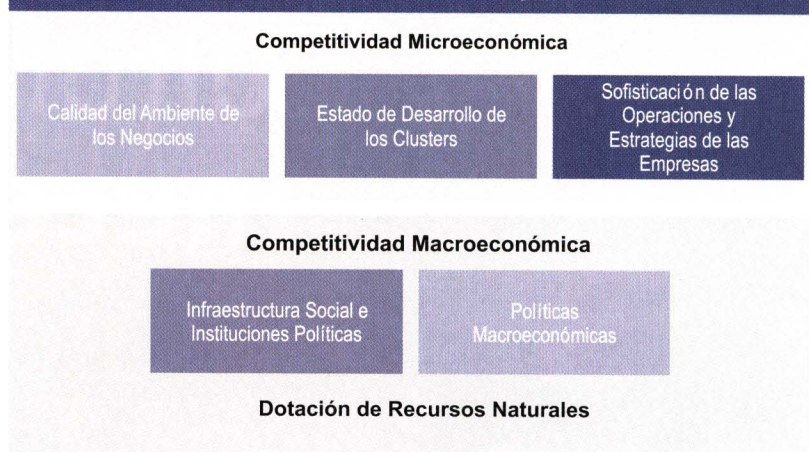 Competitividad Microeconómica
Calidad del Ambiente de
los Negocios
Estado de Desarrollo de
los Clusters
Sofisticación de las
Operaciones y
Estrategias de las
Empresas
Competitividad Macroeconómica
Infraestructura Social e
Instituciones Políticas
Políticas
Macroeconómicas
Dotación de Recursos Naturales